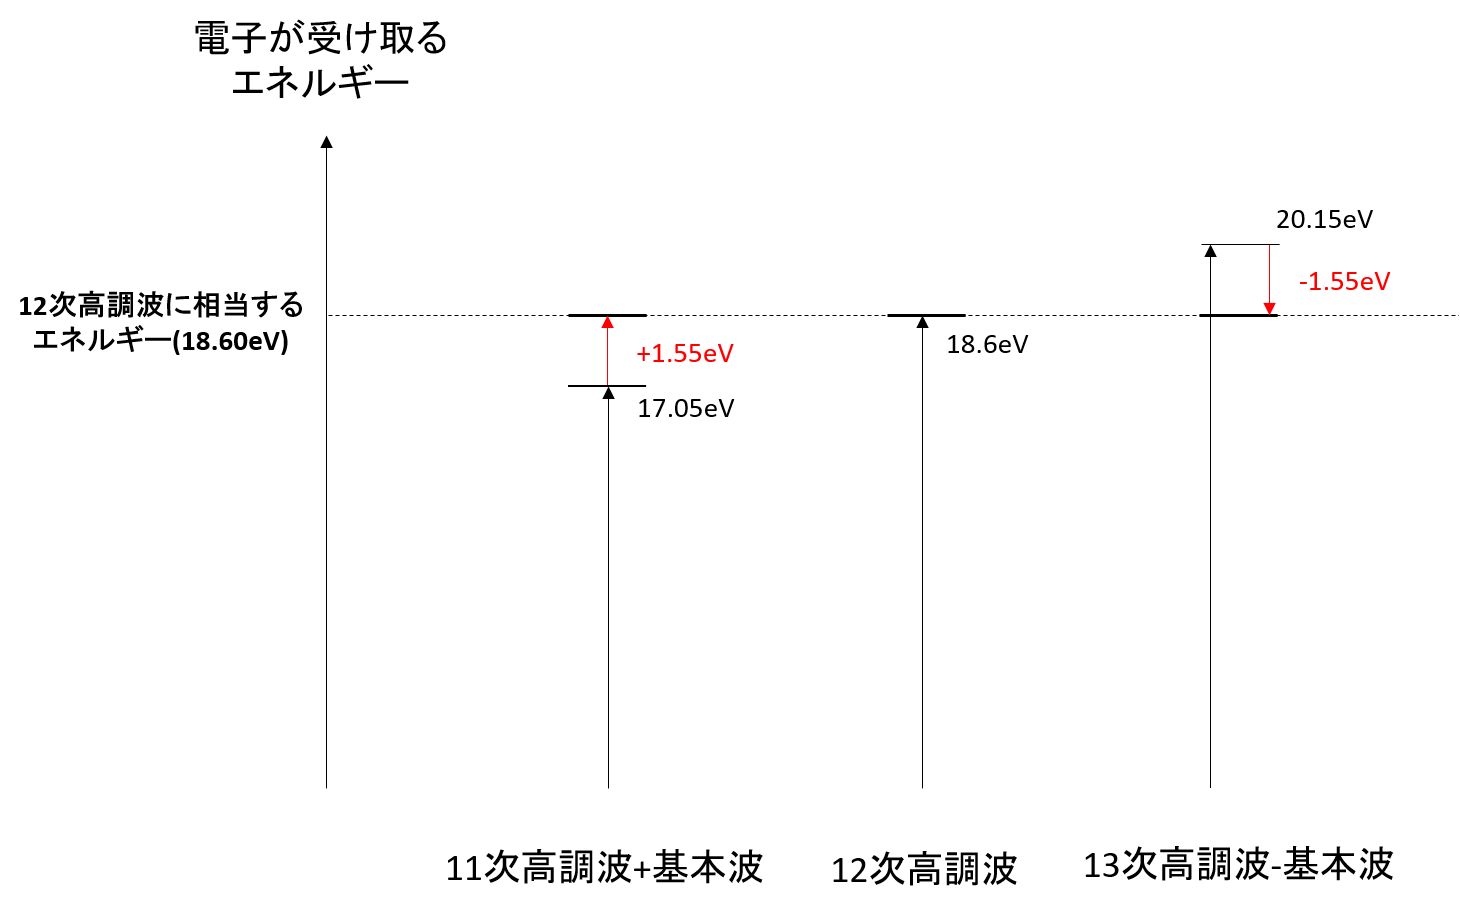 電子が受け取る
エネルギー
20.15eV
-1.55eV
12次高調波に相当する
エネルギー(18.60eV)
+1.55eV
18.6eV
17.05eV
11次高調波+基本波
12次高調波
13次高調波-基本波